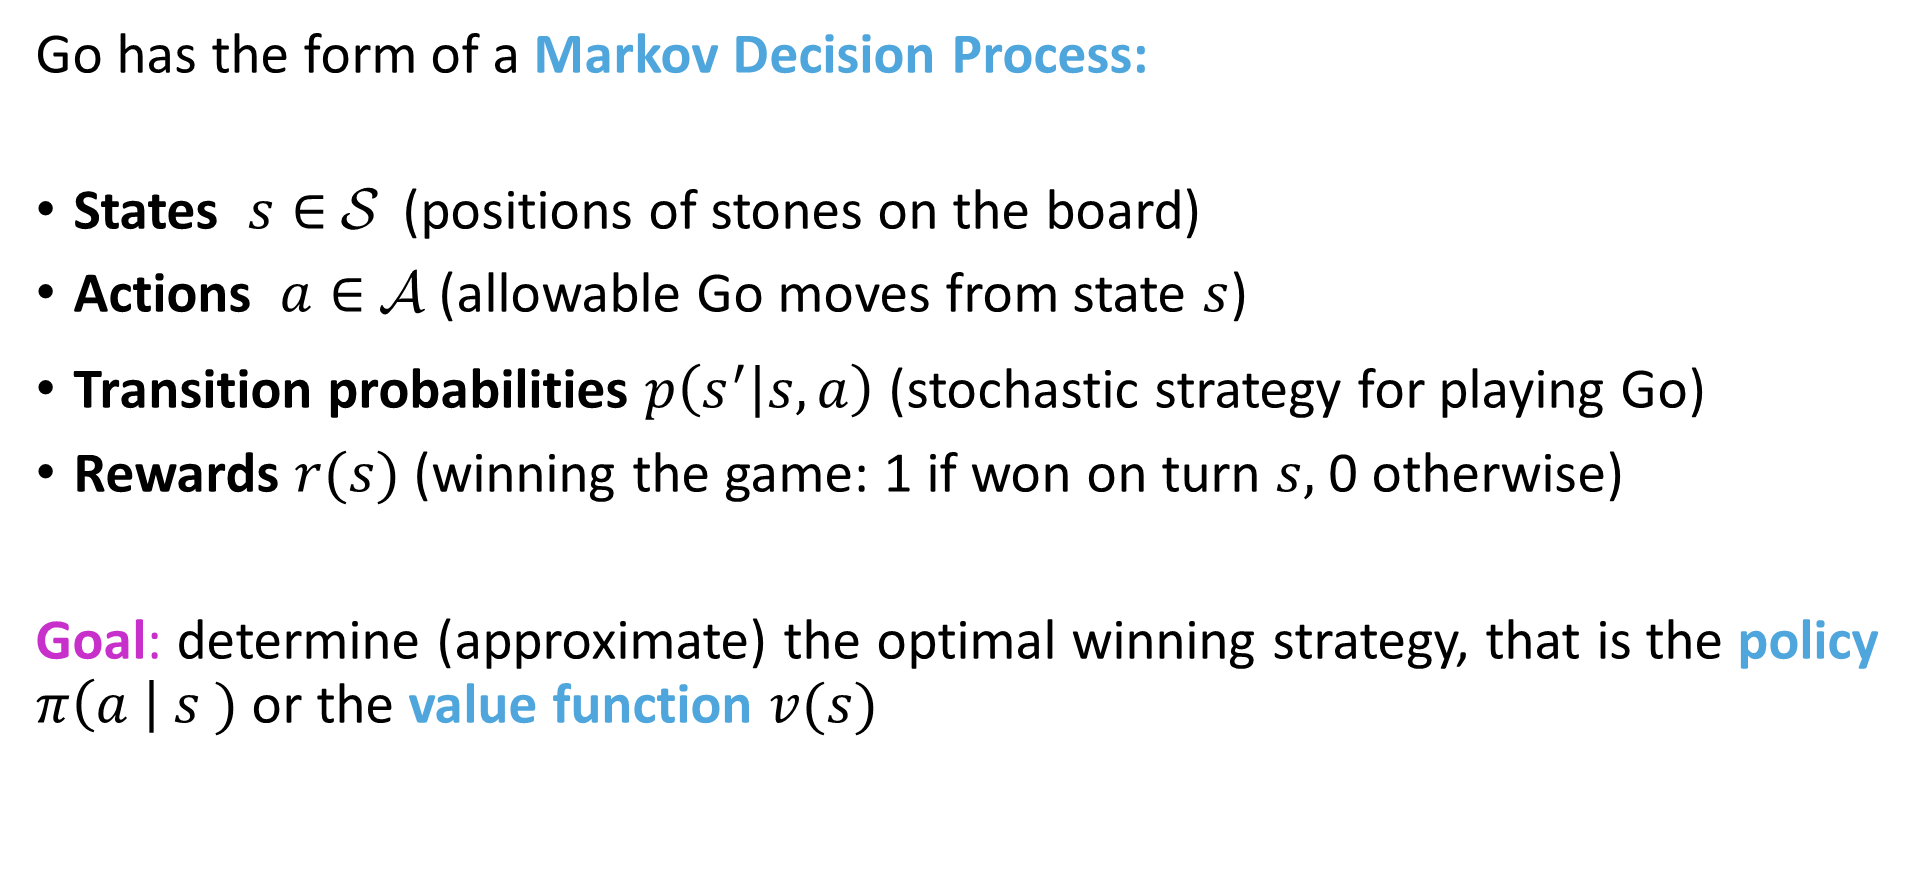 Go has the form of a Markov Decision Process:
• States s ∈ 𝒮 (positions of stones on the board)
• Actions a ∈ 𝒜 (allowable Go moves from state s)
• Transition probabilities p(s′|s, a) (stochastic strategy for playing Go)
• Rewards r(s) (winning the game: 1 if won on turn s, 0 otherwise)
Goal: determine (approximate) the optimal winning strategy, that is the policy
π(a | s ) or the value function v(s)